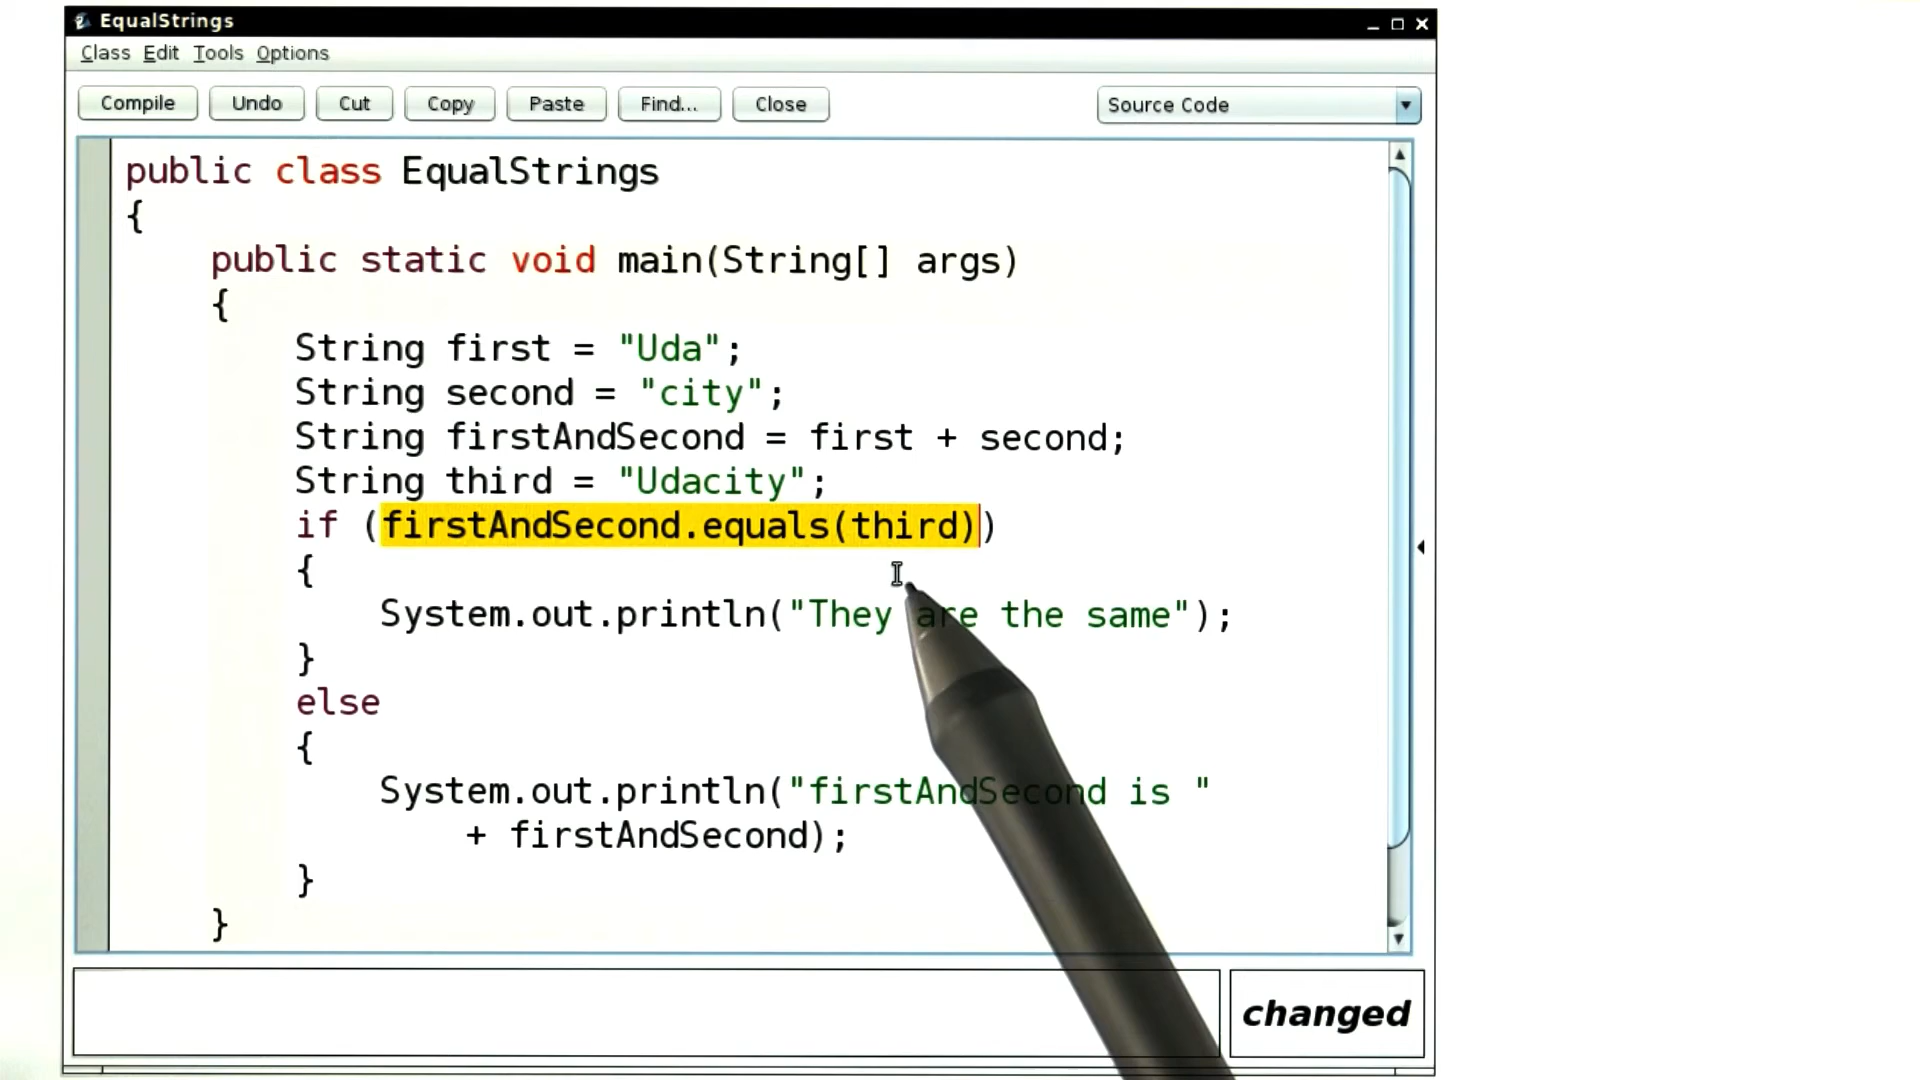 EqualStrings
Class Edit Tools Options
Compile Undo Cut Copy Paste Find... Close Source Code
public class EqualStrings
{
public static void main(String[] args)
{
String first = "Uda";
String second = "city";
String firstAndSecond = first + second;
String third = "Udacity";
if (firstAndSecond.equals(third))
{
System.out.println("They are the same");
}
else
{
System.out.println("firstAndSecond is "
+ firstAndSecond);
}
}
changed